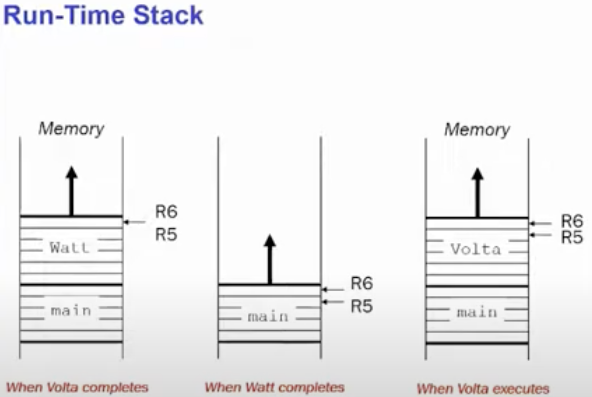 Run-Time Stack
Memory
R6
R5
Watt
main
When Volta completes
R6
R5
main
When Watt completes
Memory
R6
R5
Volta
main
When Volta executes